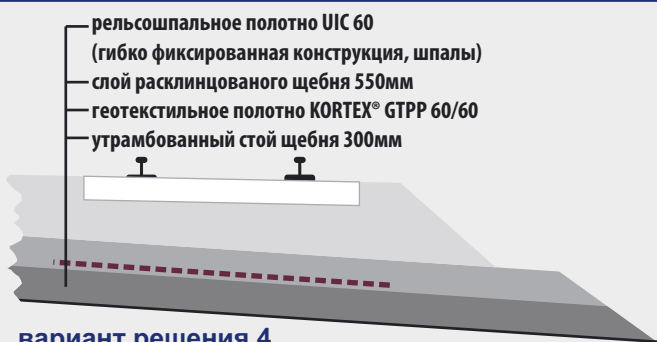 рельсошпальное полотно UIC 60
(гибко фиксированная конструкция, шпалы)
слой расклинцованого щебня 550мм
геотекстильное полотно KORTEX® GTPP 60/60
утрамбованный стой щебня 300мм
вариант решения 4